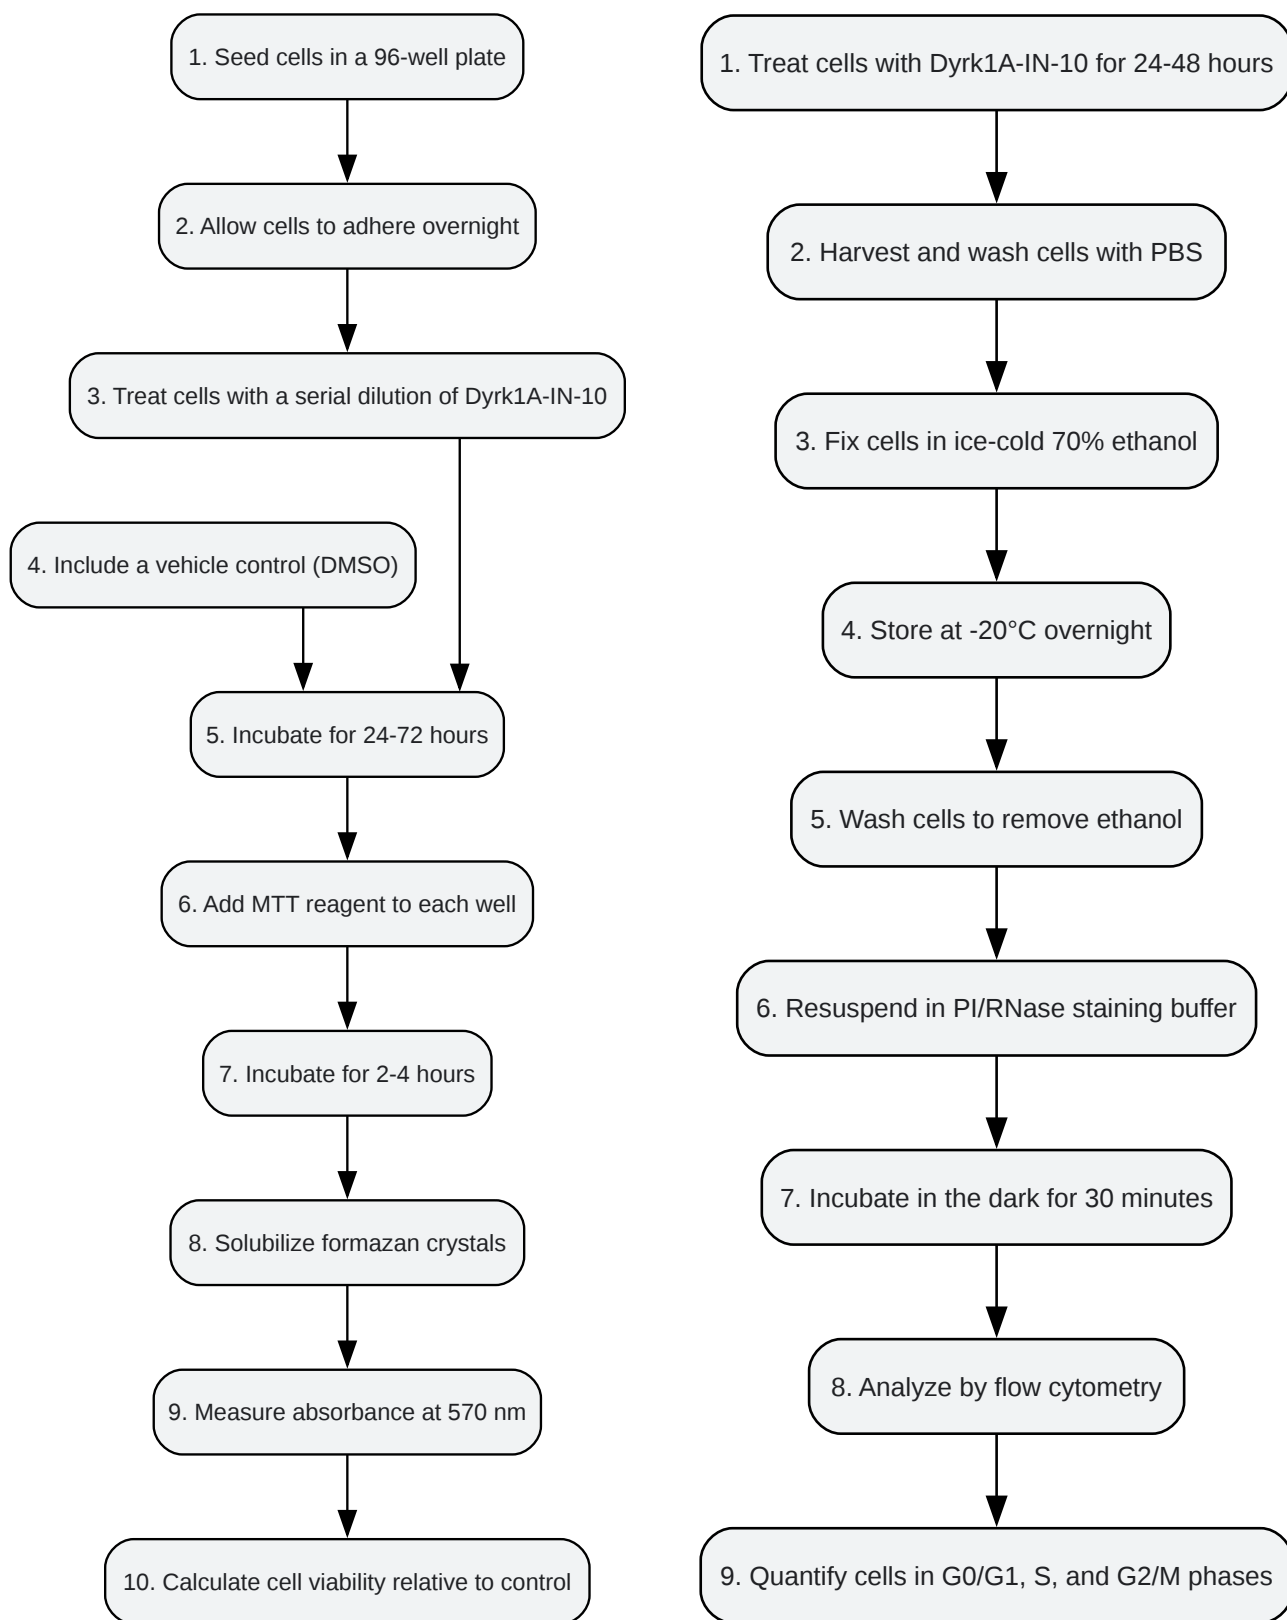 1. Seed cells in a 96-well plate
2. Allow cells to adhere overnight
3. Treat cells with a serial dilution of Dyrk1A-IN-10
4. Include a vehicle control (DMSO)
5. Incubate for 24-72 hours
6. Add MTT reagent to each well
7. Incubate for 2-4 hours
8. Solubilize formazan crystals
9. Measure absorbance at 570 nm
10. Calculate cell viability relative to control
1. Treat cells with Dyrk1A-IN-10 for 24-48 hours
2. Harvest and wash cells with PBS
3. Fix cells in ice-cold 70% ethanol
4. Store at -20°C overnight
5. Wash cells to remove ethanol
6. Resuspend in PI/RNase staining buffer
7. Incubate in the dark for 30 minutes
8. Analyze by flow cytometry
9. Quantify cells in G0/G1, S, and G2/M phases